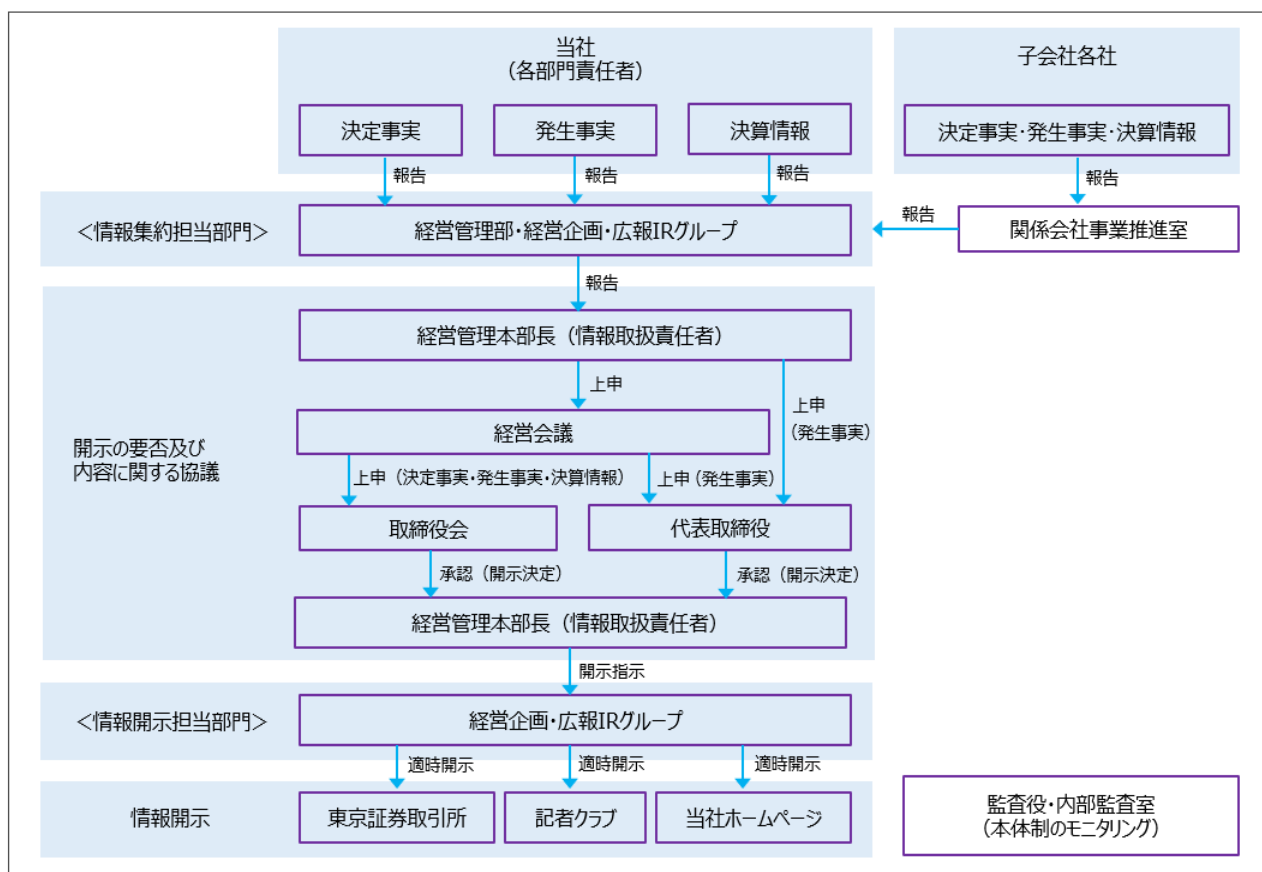 当社
（各部門責任者）
子会社各社
決定事実
発生事実
決算情報
決定事実・発生事実・決算情報
報告
報告
報告
報告
＜情報集約担当部門＞
経営管理部・経営企画・広報IRグループ
報告
関係会社事業推進室
報告
経営管理本部長（情報取扱責任者）
上申
上申
（発生事実）
開示の要否及び
内容に関する協議
経営会議
上申（決定事実・発生事実・決算情報）
上申（発生事実）
取締役会
代表取締役
承認（開示決定）
承認（開示決定）
経営管理本部長（情報取扱責任者）
開示指示
＜情報開示担当部門＞
経営企画・広報IRグループ
適時開示
適時開示
適時開示
情報開示
東京証券取引所
記者クラブ
当社ホームページ
監査役・内部監査室
（本体制のモニタリング）